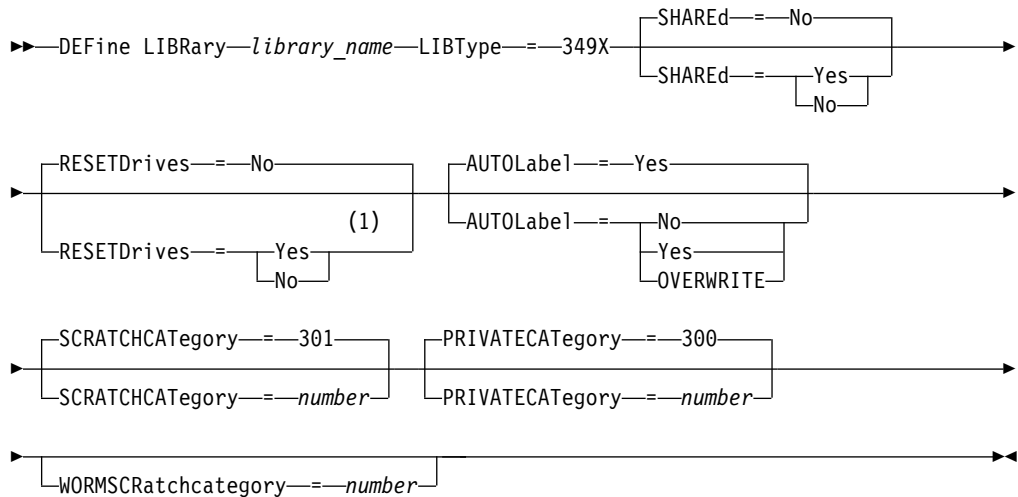 SHAREd = No
DEFine LIBRary library_name LIBType = 349X
SHAREd = Yes
No
RESETDrives = No
AUTOLabel = Yes
(1)
RESETDrives = Yes
No
AUTOLabel = No
Yes
OVERWRITE
SCRATCHCATegory = 301
PRIVATECATegory = 300
SCRATCHCATegory = number
PRIVATECATegory = number
WORMSCRatchcategory = number